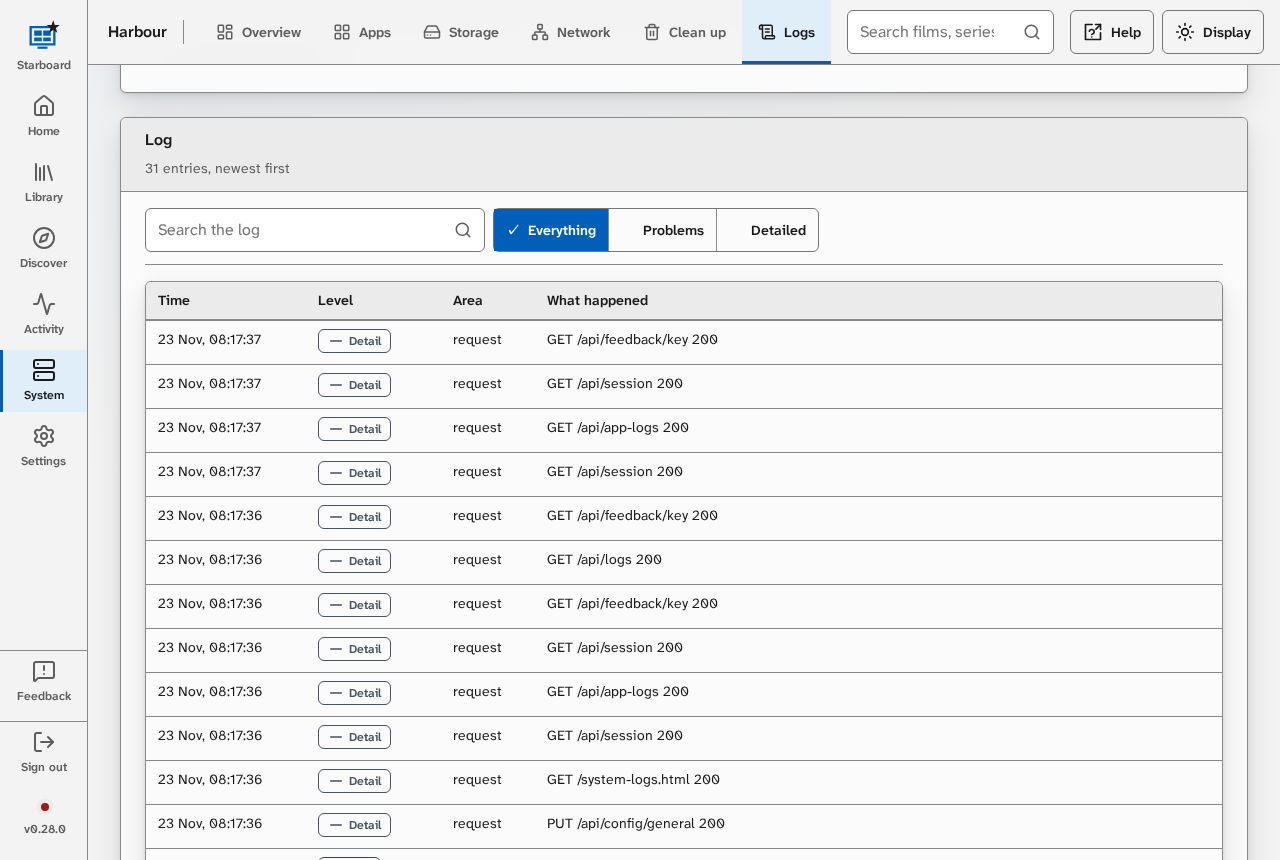 Starboard
Home
Library
Discover
Activity
System
Settings
Feedback
Sign out
v0.28.0
Harbour
Overview
Apps
Storage
Network
Clean up
Logs
Search films, series
Help
Display
Log
31 entries, newest first
Search the log
✓ Everything
Problems
Detailed
Time Level Area What happened
23 Nov, 08:17:37 — Detail request GET /api/feedback/key 200
23 Nov, 08:17:37 — Detail request GET /api/session 200
23 Nov, 08:17:37 — Detail request GET /api/app-logs 200
23 Nov, 08:17:37 — Detail request GET /api/session 200
23 Nov, 08:17:36 — Detail request GET /api/feedback/key 200
23 Nov, 08:17:36 — Detail request GET /api/logs 200
23 Nov, 08:17:36 — Detail request GET /api/feedback/key 200
23 Nov, 08:17:36 — Detail request GET /api/session 200
23 Nov, 08:17:36 — Detail request GET /api/app-logs 200
23 Nov, 08:17:36 — Detail request GET /api/session 200
23 Nov, 08:17:36 — Detail request GET /system-logs.html 200
23 Nov, 08:17:36 — Detail request PUT /api/config/general 200